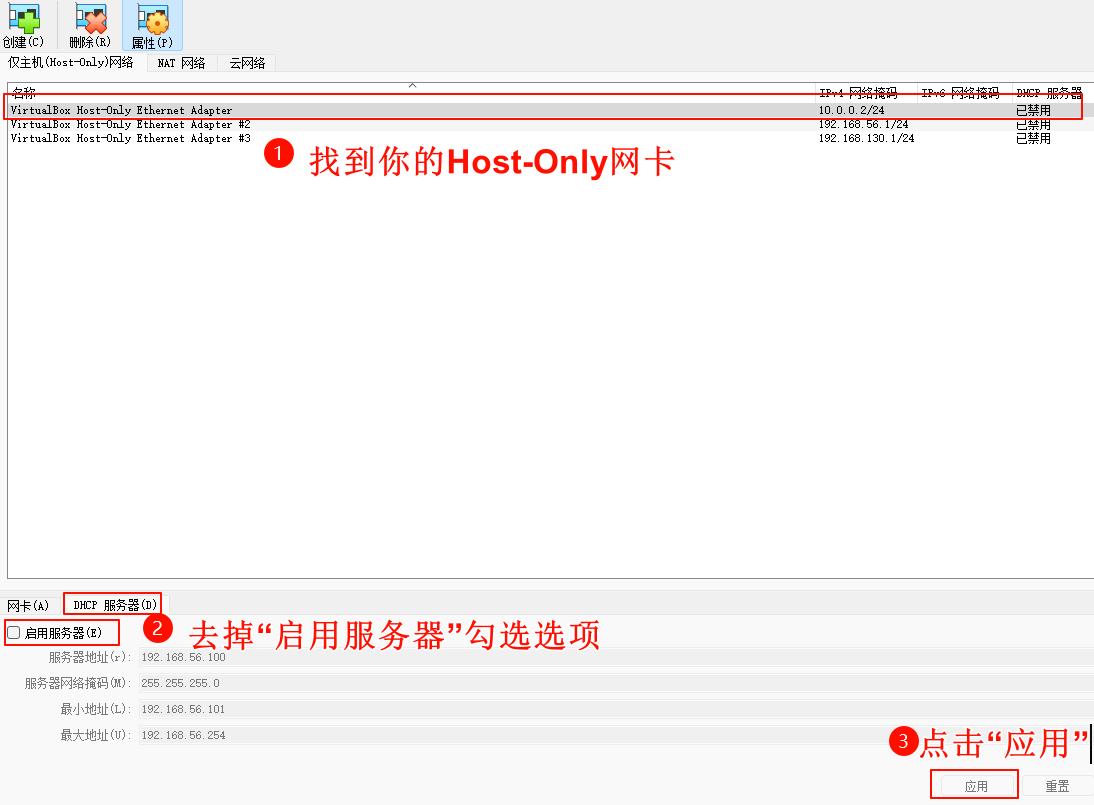 创建(C) 删除(R) 属性(P)
仅主机(Host-Only)网络 NAT 网络 云网络
名称 IPv4 网络掩码 IPv6 网络掩码 DHCP 服务器
VirtualBox Host-Only Ethernet Adapter 10.0.0.2/24 已禁用
VirtualBox Host-Only Ethernet Adapter #2 192.168.56.1/24 已禁用
VirtualBox Host-Only Ethernet Adapter #3 192.168.130.1/24 已禁用
1 找到你的Host-Only网卡
网卡(A) DHCP 服务器(D)
启用服务器(E)
2 去掉“启用服务器”勾选选项
服务器地址(r): 192.168.56.100
服务器网络掩码(M): 255.255.255.0
最小地址(L): 192.168.56.101
最大地址(U): 192.168.56.254
3 点击“应用”
应用 重置